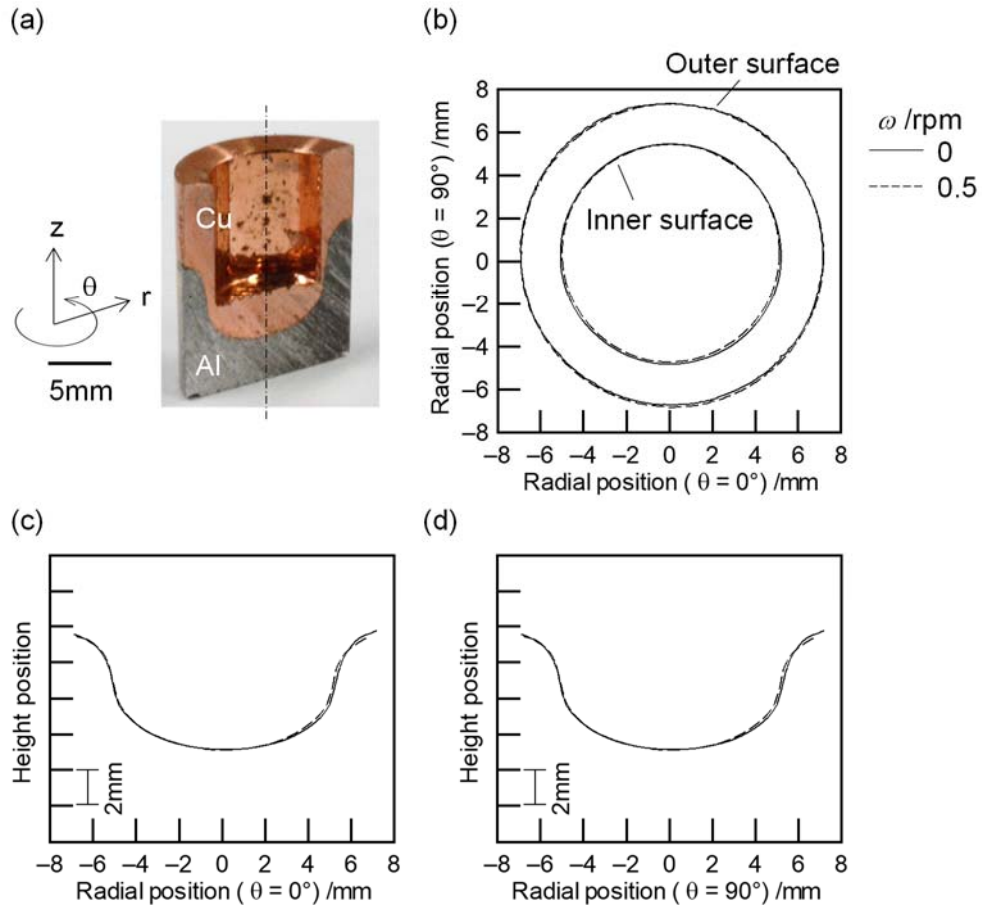 (a)
Cu
Al
z
θ
r
5mm
(b)
8
6
4
2
0
−2
−4
−6
−8
Radial position (θ = 90°) /mm
Outer surface
Inner surface
−8 −6 −4 −2 0 2 4 6 8
Radial position ( θ = 0°) /mm
ω /rpm
0
0.5
(c)
Height position
2mm
−8 −6 −4 −2 0 2 4 6 8
Radial position ( θ = 0°) /mm
(d)
Height position
2mm
−8 −6 −4 −2 0 2 4 6 8
Radial position ( θ = 90°) /mm